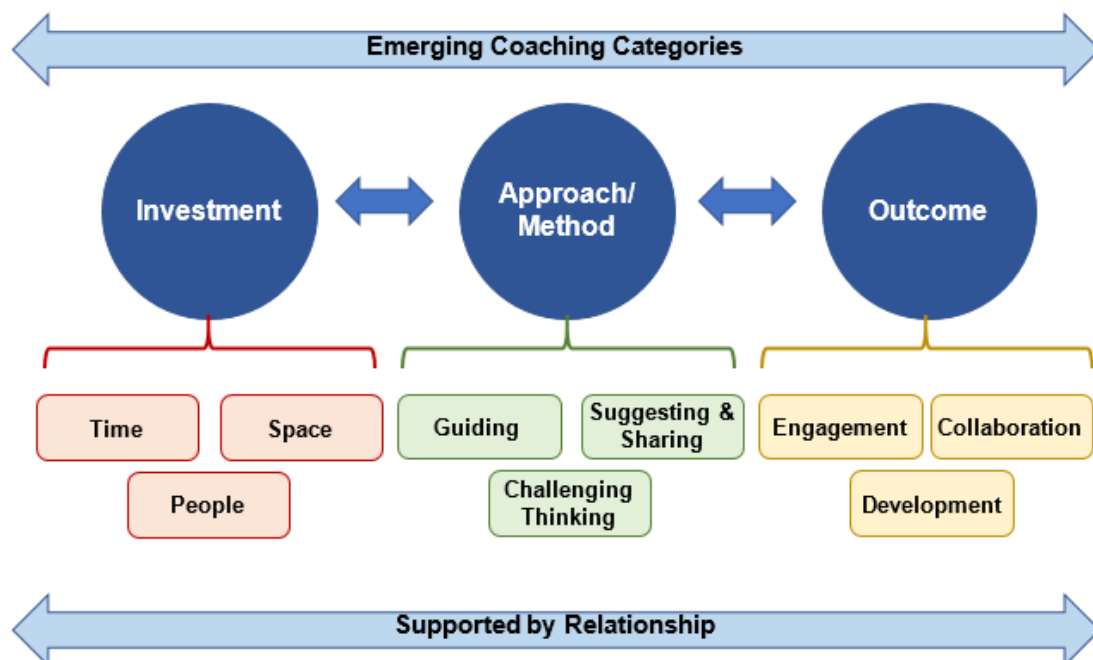 Emerging Coaching Categories
Investment
Approach/
Method
Outcome
Time
Space
People
Guiding
Suggesting &
Sharing
Challenging
Thinking
Engagement
Collaboration
Development
Supported by Relationship